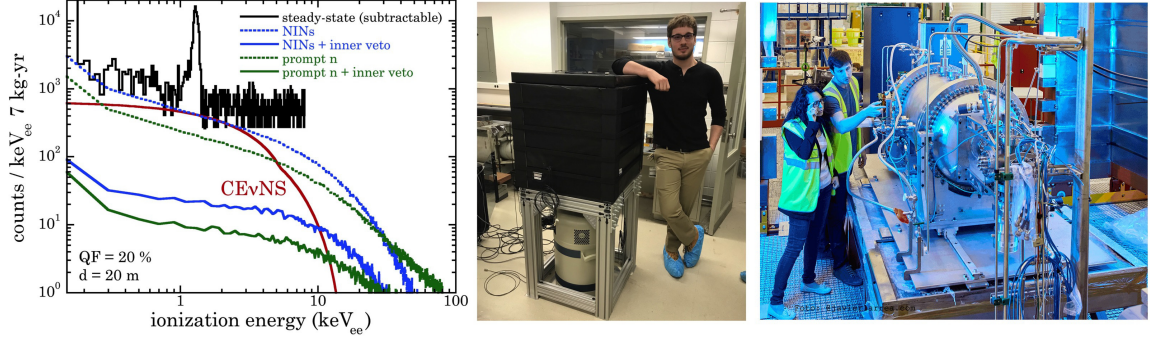 steady-state (subtractable)
NINs
NINs + inner veto
prompt n
prompt n + inner veto
CEνNS
QF = 20 %
d = 20 m
counts / keVee 7 kg-yr
10⁴
10³
10²
10¹
10⁰
1
10
100
ionization energy (keVee)